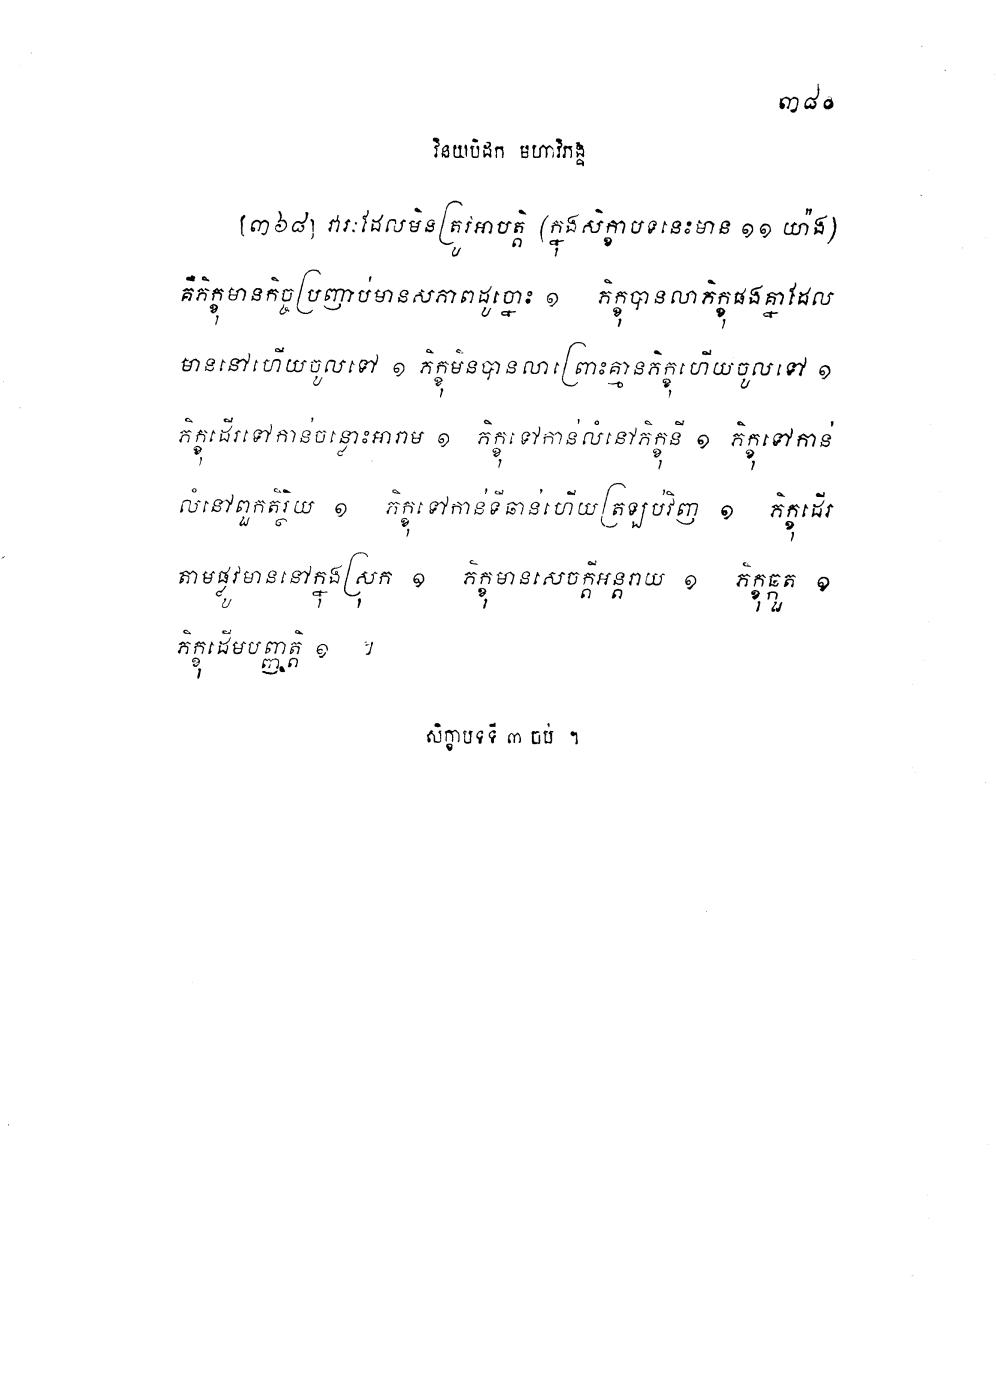 ៣៨០
វិនយបិដក មហាវិភង្គ
[៣៦៨] វារៈដែលមិនត្រូវអាបត្តិ (ក្នុងសិក្ខាបទនេះមាន ១១ យ៉ាង)
គឺភិក្ខុមានកិច្ចប្រញាប់មានសភាពដូច្នោះ ១ ភិក្ខុបានលាភិក្ខុផងគ្នាដែល
មាននៅហើយចូលទៅ ១ ភិក្ខុមិនបានលាព្រោះគ្មានភិក្ខុហើយចូលទៅ ១
ភិក្ខុដើរទៅកាន់ចន្លោះអារាម ១ ភិក្ខុទៅកាន់លំនៅភិក្ខុនី ១ ភិក្ខុទៅកាន់
លំនៅពួកតិរ្ថិយ ១ ភិក្ខុទៅកាន់ទីឆាន់ហើយត្រឡប់វិញ ១ ភិក្ខុដើរ
តាមផ្លូវមាននៅក្នុងស្រុក ១ ភិក្ខុមានសេចក្តីអន្តរាយ ១ ភិក្ខុឆ្កួត ១
ភិក្ខុដើមបញ្ញត្តិ ១ ។
សិក្ខាបទទី ៣ ចប់ ។